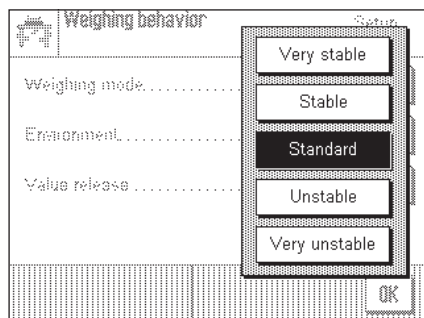 Weighing behavior
Setup
Weighing mode
Environment
Value release
Very stable
Stable
Standard
Unstable
Very unstable
OK